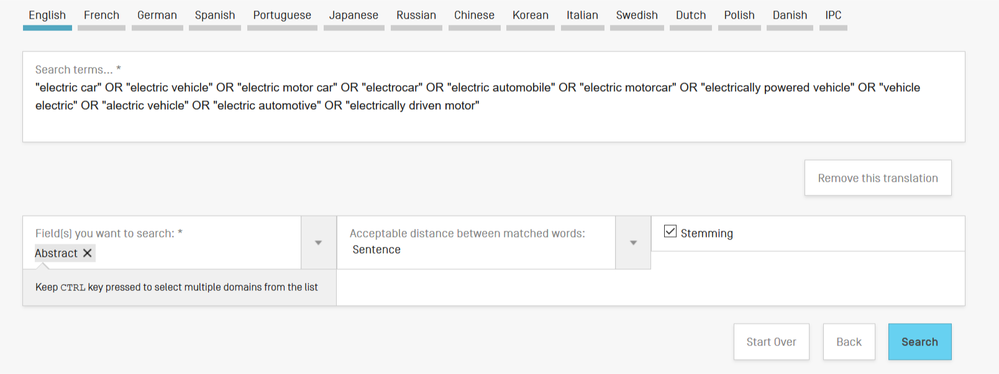 English French German Spanish Portuguese Japanese Russian Chinese Korean Italian Swedish Dutch Polish Danish IPC
Search terms... *
"electric car" OR "electric vehicle" OR "electric motor car" OR "electrocar" OR "electric automobile" OR "electric motorcar" OR "electrically powered vehicle" OR "vehicle
electric" OR "alectric vehicle" OR "electric automotive" OR "electrically driven motor"
Remove this translation
Field(s) you want to search: *
Abstract
Keep CTRL key pressed to select multiple domains from the list
Acceptable distance between matched words:
Sentence
Stemming
Start Over Back Search